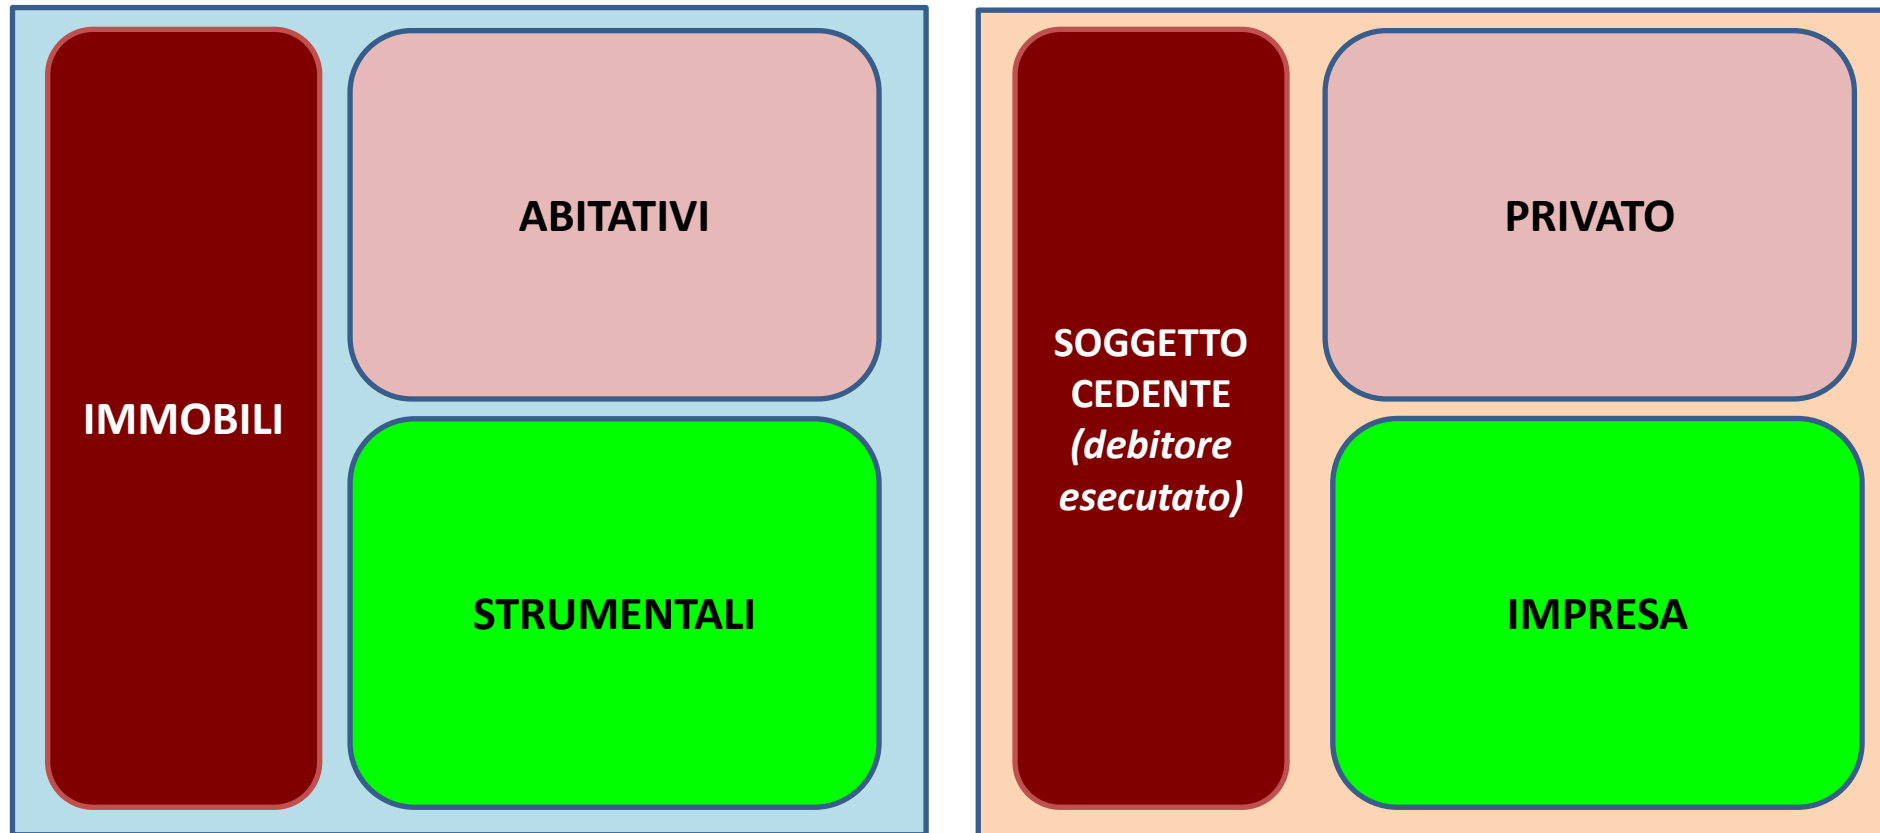 IMMOBILI
ABITATIVI
STRUMENTALI
SOGGETTO
CEDENTE
(debitore
esecutato)
PRIVATO
IMPRESA